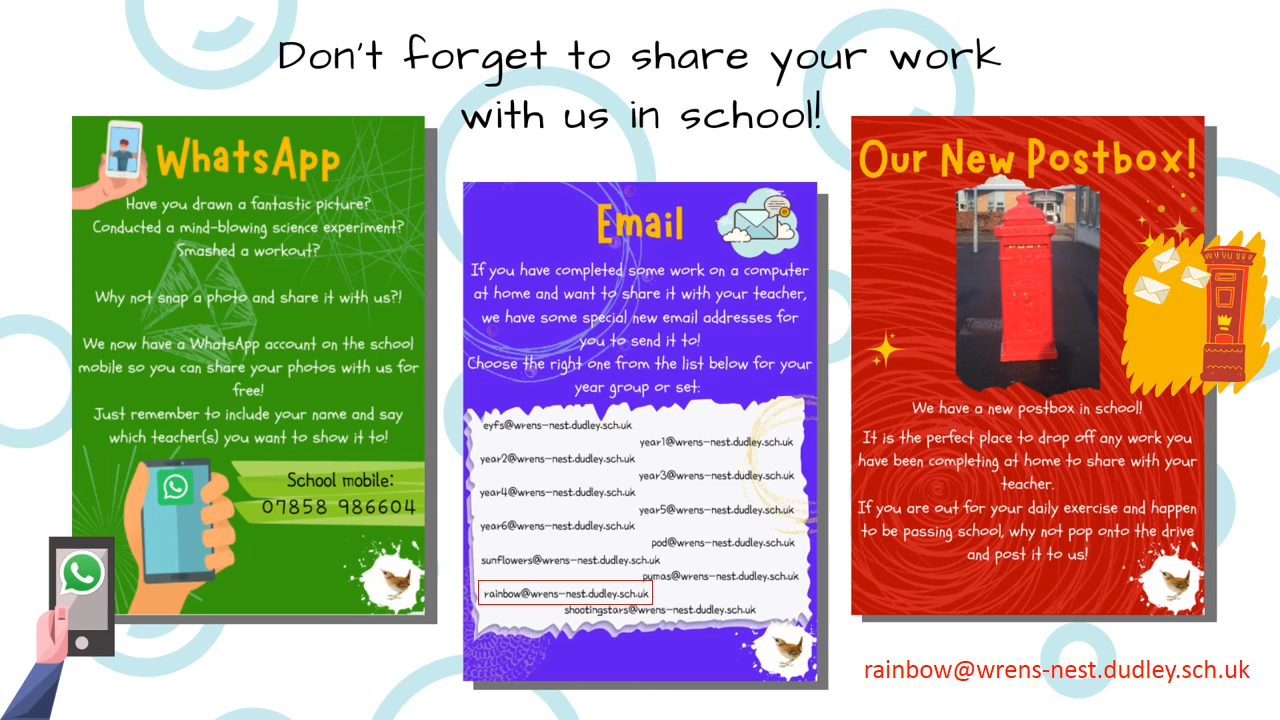 Don't forget to share your work
with us in school!
WhatsApp
Have you drawn a fantastic picture?
Conducted a mind-blowing science experiment?
Smashed a workout?
Why not snap a photo and share it with us?!
We now have a WhatsApp account on the school
mobile so you can share your photos with us for
free!
Just remember to include your name and say
which teacher(s) you want to show it to!
School mobile:
07858 986604
Email
If you have completed some work on a computer
at home and want to share it with your teacher,
we have some special new email addresses for
you to send it to!
Choose the right one from the list below for your
year group or set:
eyfs@wrens-nest.dudley.sch.uk
year1@wrens-nest.dudley.sch.uk
year2@wrens-nest.dudley.sch.uk
year3@wrens-nest.dudley.sch.uk
year4@wrens-nest.dudley.sch.uk
year5@wrens-nest.dudley.sch.uk
year6@wrens-nest.dudley.sch.uk
pod@wrens-nest.dudley.sch.uk
sunflowers@wrens-nest.dudley.sch.uk
pumas@wrens-nest.dudley.sch.uk
rainbow@wrens-nest.dudley.sch.uk
shootingstars@wrens-nest.dudley.sch.uk
Our New Postbox!
We have a new postbox in school!
It is the perfect place to drop off any work you
have been completing at home to share with your
teacher.
If you are out for your daily exercise and happen
to be passing school, why not pop onto the drive
and post it to us!
rainbow@wrens-nest.dudley.sch.uk